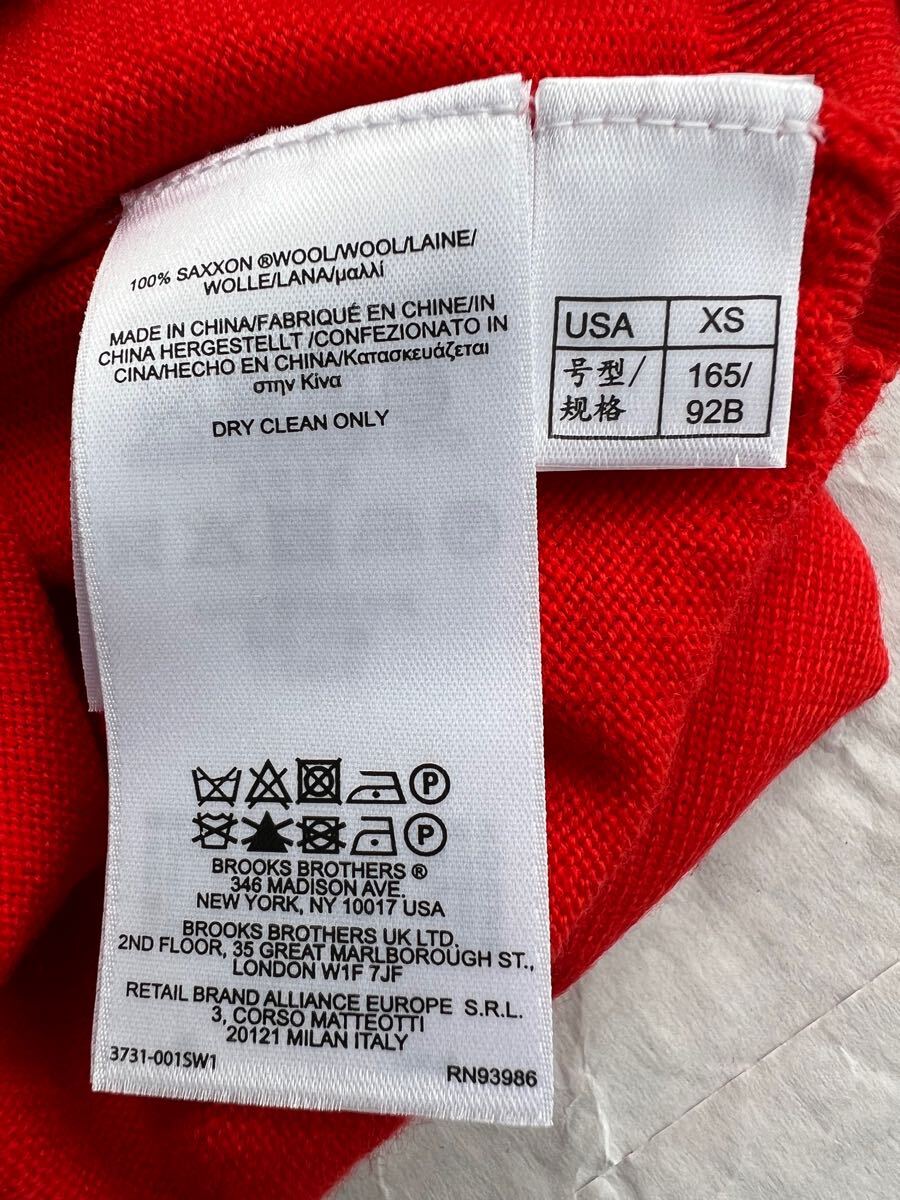 100% SAXXON ®WOOL/WOOL/LAINE/
WOLLE/LANA/μαλλί
MADE IN CHINA/FABRIQUÉ EN CHINE/IN
CHINA HERGESTELLT /CONFEZIONATO IN
CINA/HECHO EN CHINA/Κατασκευάζεται
στην Κίνα
DRY CLEAN ONLY
P
P
BROOKS BROTHERS ®
346 MADISON AVE.
NEW YORK, NY 10017 USA
BROOKS BROTHERS UK LTD.
2ND FLOOR, 35 GREAT MARLBOROUGH ST.,
LONDON W1F 7JF
RETAIL BRAND ALLIANCE EUROPE S.R.L.
3, CORSO MATTEOTTI
20121 MILAN ITALY
3731-001SW1
RN93986
USA XS
号型/ 165/
规格 92B